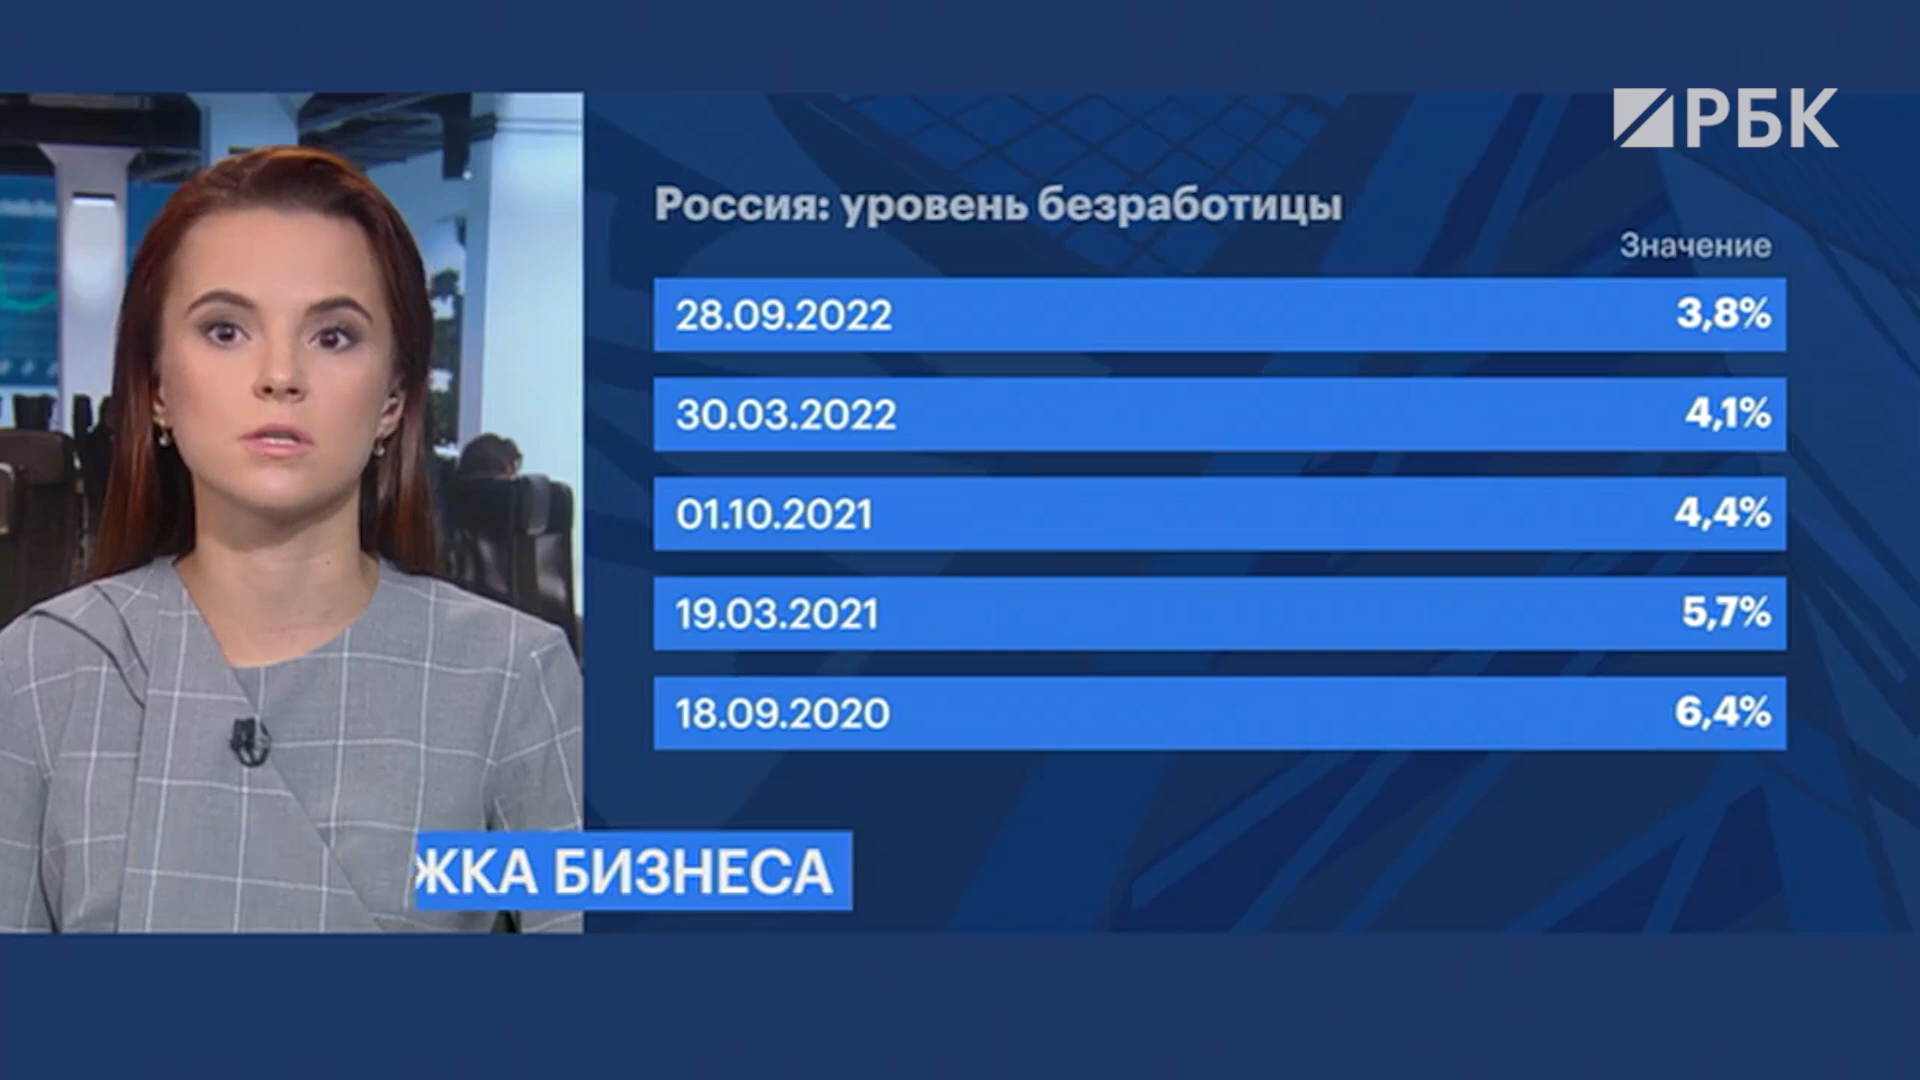 РБК
Россия: уровень безработицы
Значение
28.09.2022 3,8%
30.03.2022 4,1%
01.10.2021 4,4%
19.03.2021 5,7%
18.09.2020 6,4%
ЖКА БИЗНЕСА